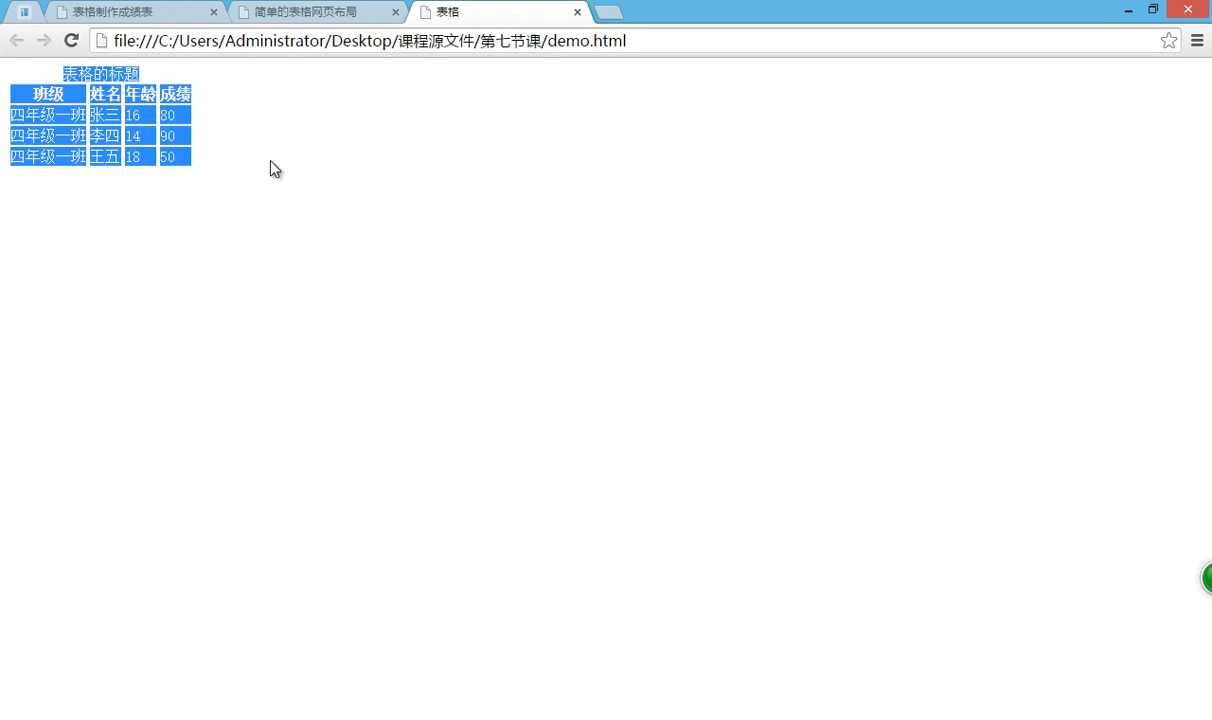 表格制作成绩表 简单的表格网页布局 表格
file:///C:/Users/Administrator/Desktop/课程源文件/第七节课/demo.html
表格的标题
班级 姓名 年龄 成绩
四年级一班 张三 16 80
四年级一班 李四 14 90
四年级一班 王五 18 50